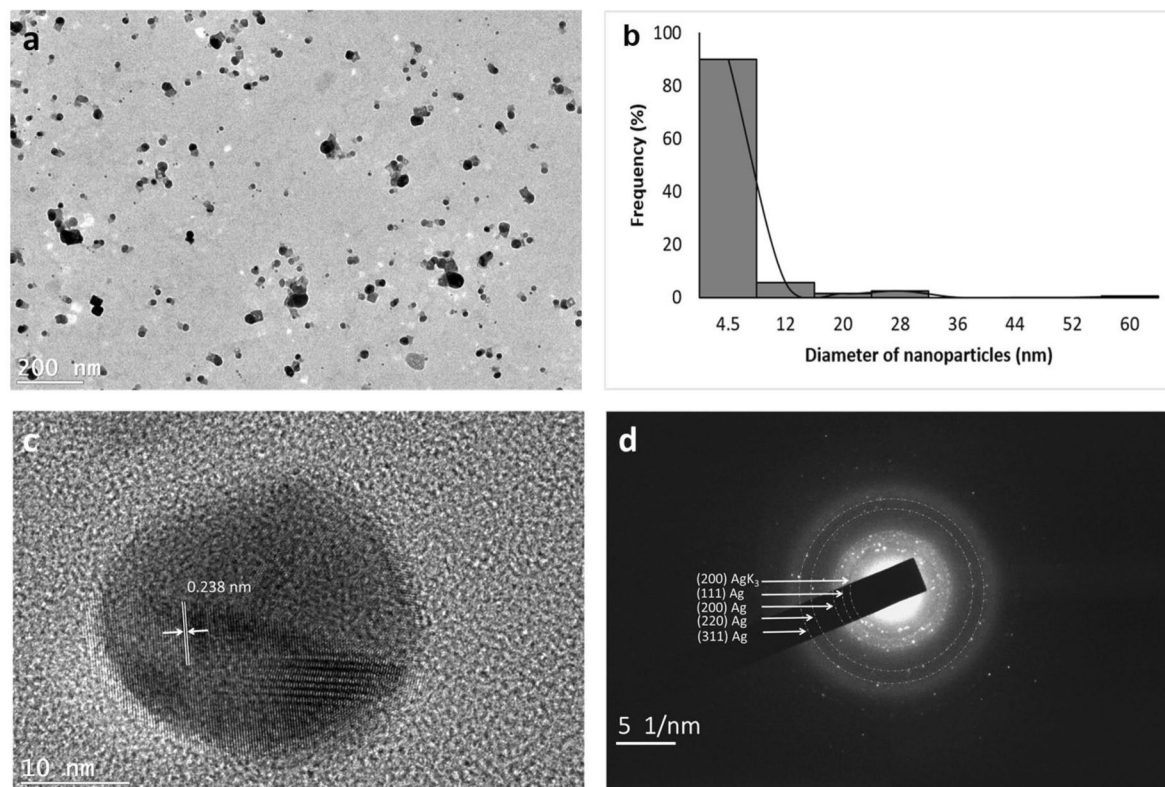 a
200 nm
b
Frequency (%)
100
80
60
40
20
0
4.5 12 20 28 36 44 52 60
Diameter of nanoparticles (nm)
c
0.238 nm
10 nm
d
(200) AgK₃
(111) Ag
(200) Ag
(220) Ag
(311) Ag
5 1/nm